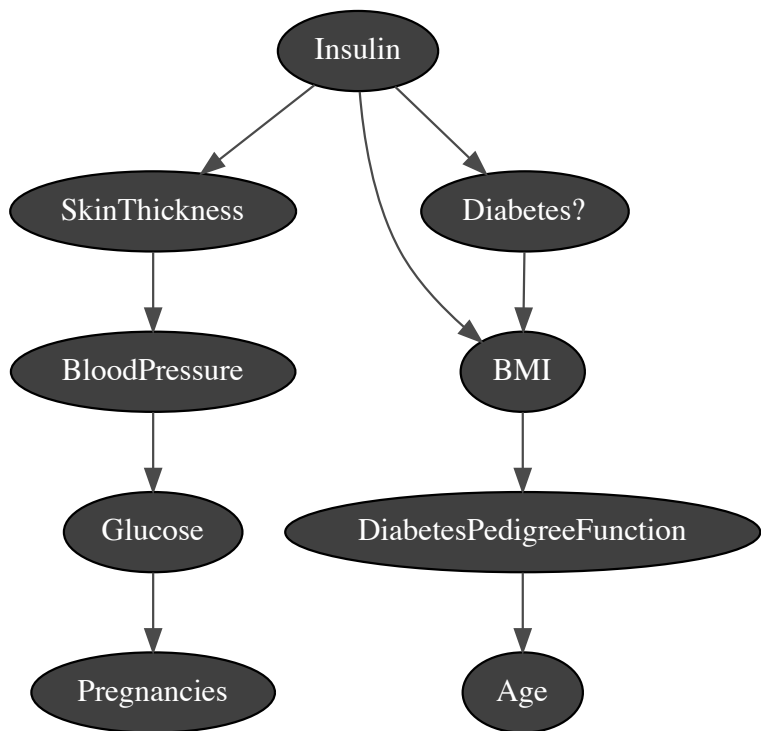 Insulin
SkinThickness
Diabetes?
BloodPressure
BMI
Glucose
DiabetesPedigreeFunction
Pregnancies
Age